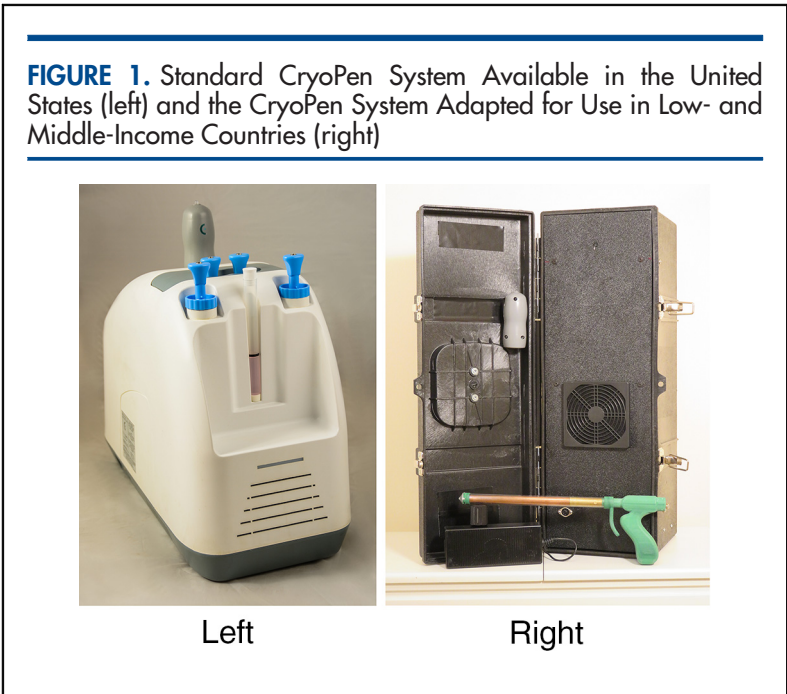 FIGURE 1. Standard CryoPen System Available in the United
States (left) and the CryoPen System Adapted for Use in Low- and
Middle-Income Countries (right)
Left
Right